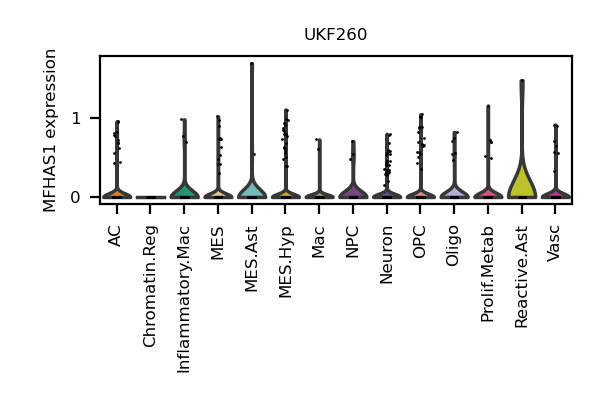 UKF260
MFHAS1 expression
1
0
AC
Chromatin.Reg
Inflammatory.Mac
MES
MES.Ast
MES.Hyp
Mac
NPC
Neuron
OPC
Oligo
Prolif.Metab
Reactive.Ast
Vasc